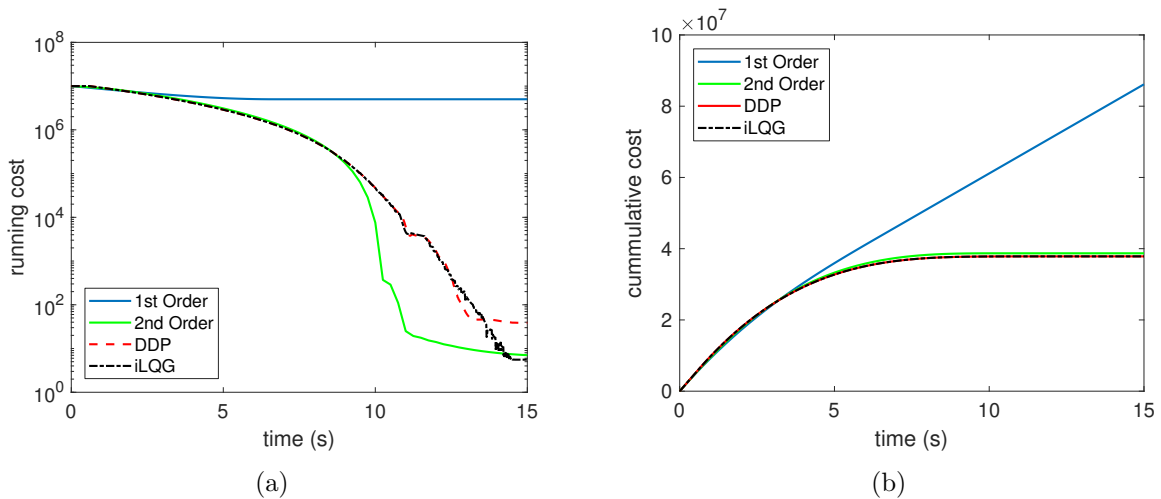 10^8
10^6
10^4
10^2
10^0
running cost
1st Order
2nd Order
DDP
iLQG
0 5 10 15
time (s)
(a)
×10^7
10
8
6
4
2
0
cummulative cost
1st Order
2nd Order
DDP
iLQG
0 5 10 15
time (s)
(b)